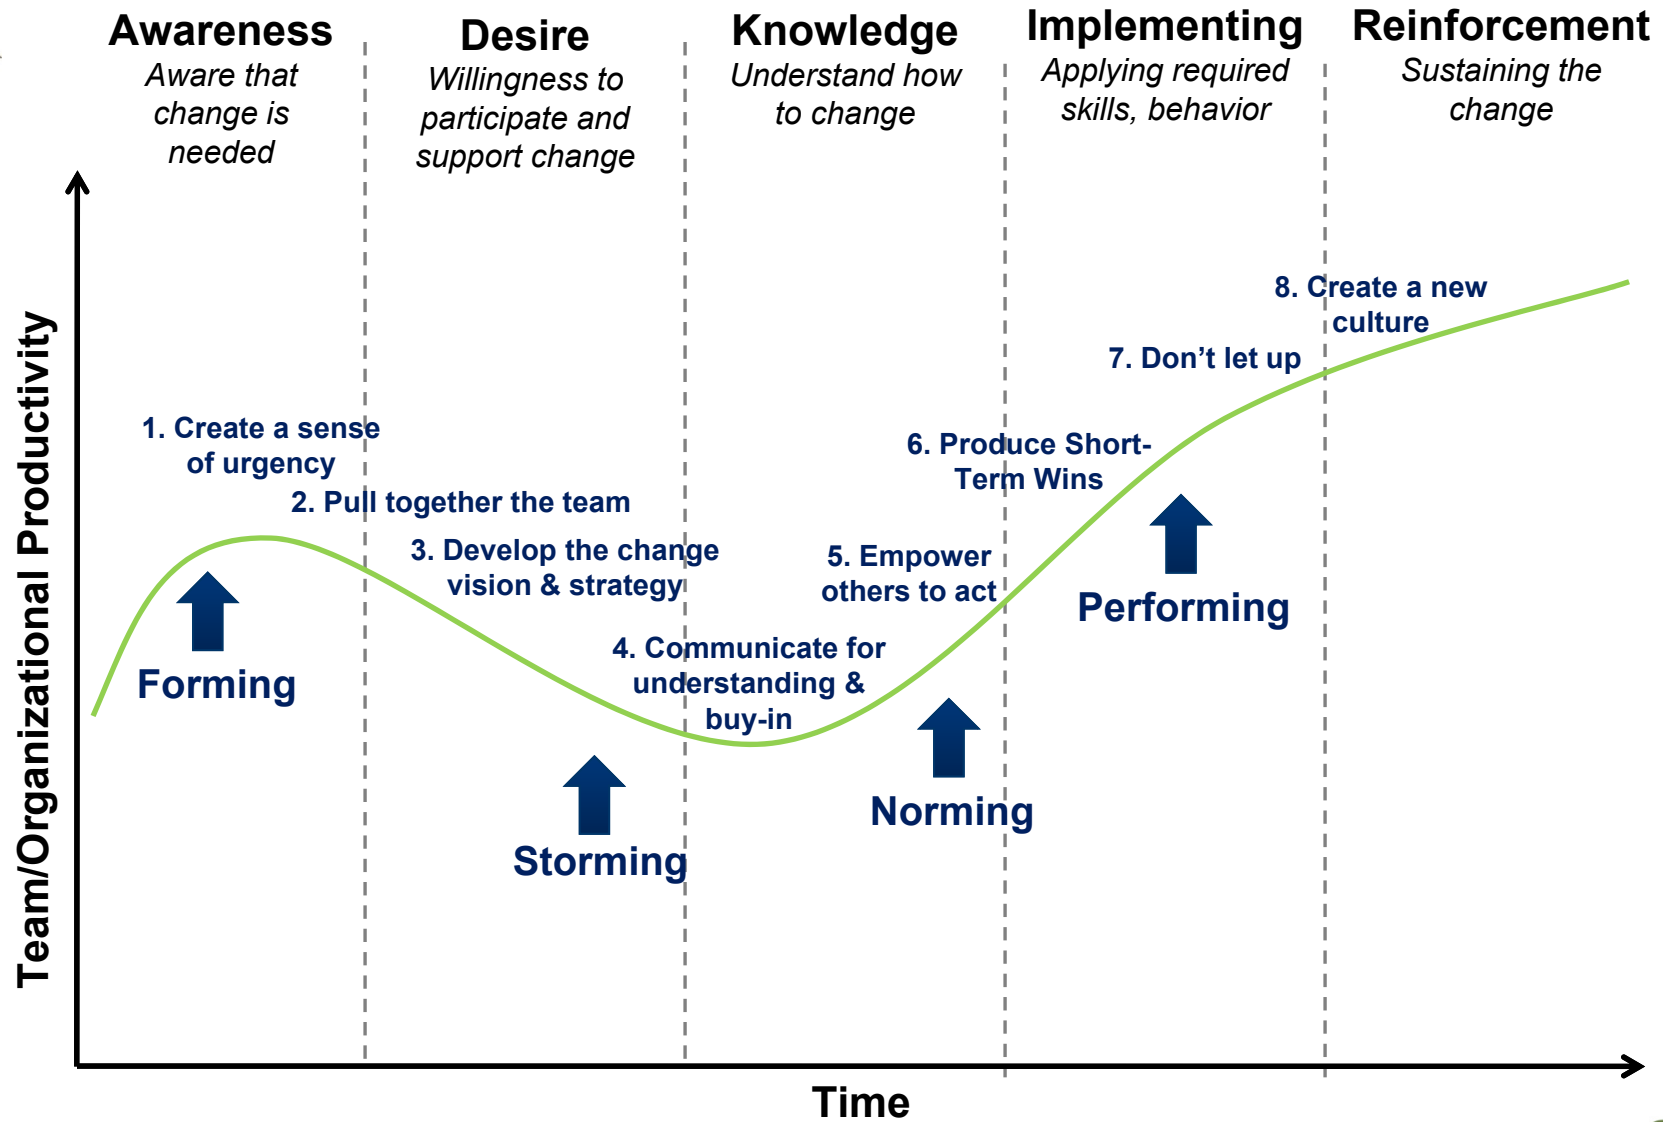 Awareness
Aware that
change is
needed
Desire
Willingness to
participate and
support change
Knowledge
Understand how
to change
Implementing
Applying required
skills, behavior
Reinforcement
Sustaining the
change
Team/Organizational Productivity
1. Create a sense
of urgency
2. Pull together the team
3. Develop the change
vision & strategy
4. Communicate for
understanding &
buy-in
5. Empower
others to act
6. Produce Short-
Term Wins
7. Don’t let up
8. Create a new
culture
Forming
Storming
Norming
Performing
Time